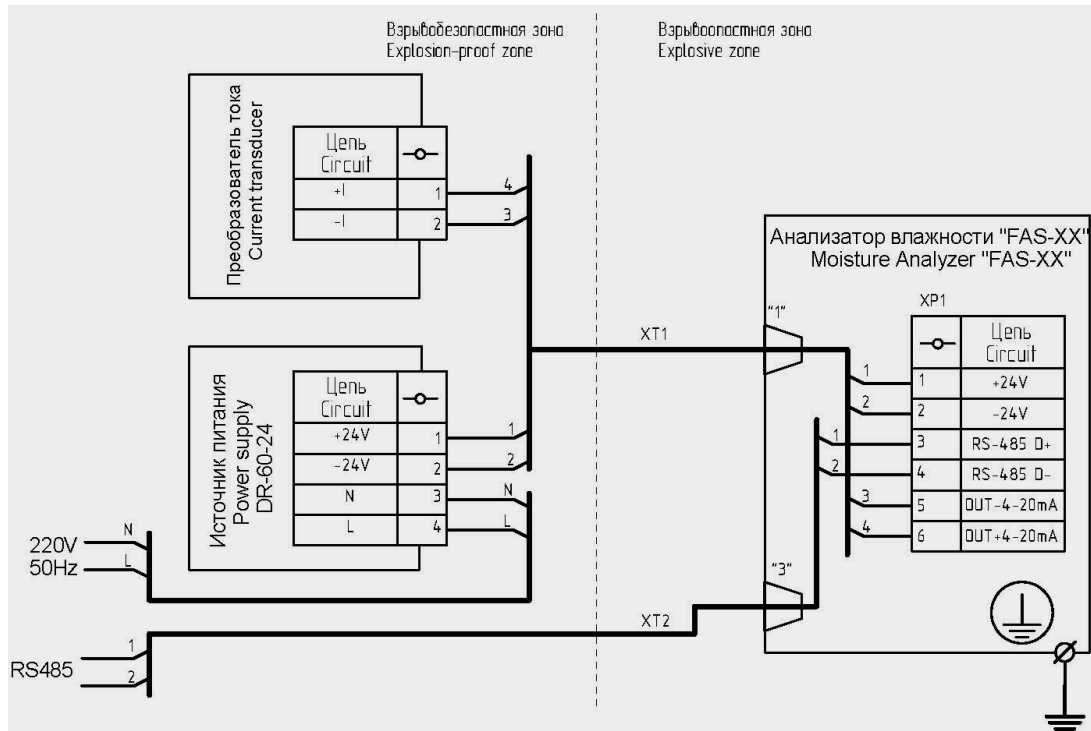 Взрывобезопастная зона
Explosion-proof zone
Взрывоопастная зона
Explosive zone
Преобразователь тока
Current transducer
Цепь
Circuit
+I
1
4
-I
2
3
Анализатор влажности "FAS-XX"
Moisture Analyzer "FAS-XX"
XP1
"1"
XT1
Цепь
Circuit
1
1
+24V
2
2
-24V
1
3
RS-485 D+
2
4
RS-485 D-
3
5
OUT-4-20mA
4
6
OUT+4-20mA
Источник питания
Power supply
DR-60-24
Цепь
Circuit
+24V
1
1
-24V
2
2
N
3
N
L
4
L
220V
50Hz
N
L
"3"
XT2
RS485
1
2